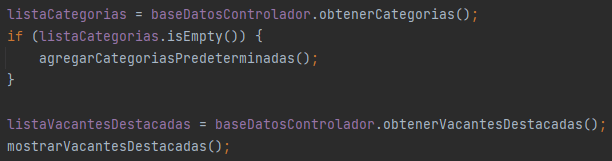 listaCategorias = baseDatosControlador.obtenerCategorias();
if (listaCategorias.isEmpty()) {
    agregarCategoriasPredeterminadas();
}

listaVacantesDestacadas = baseDatosControlador.obtenerVacantesDestacadas();
mostrarVacantesDestacadas();